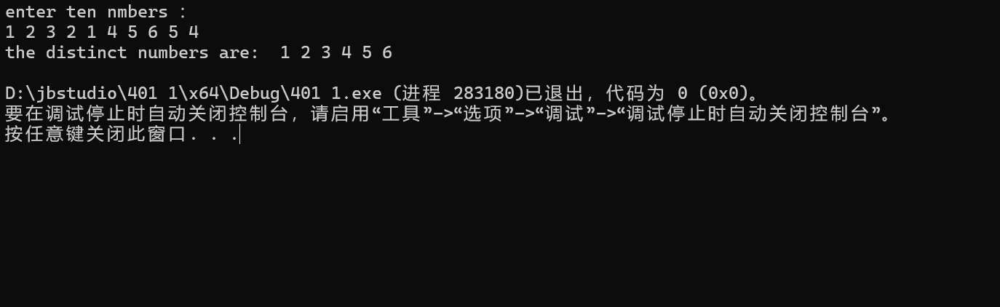 enter ten nmbers :
1 2 3 2 1 4 5 6 5 4
the distinct numbers are:  1 2 3 4 5 6
D:\jbstudio\401 1\x64\Debug\401 1.exe (进程 283180)已退出，代码为 0 (0x0)。
要在调试停止时自动关闭控制台，请启用“工具”->“选项”->“调试”->“调试停止时自动关闭控制台”。
按任意键关闭此窗口. . .